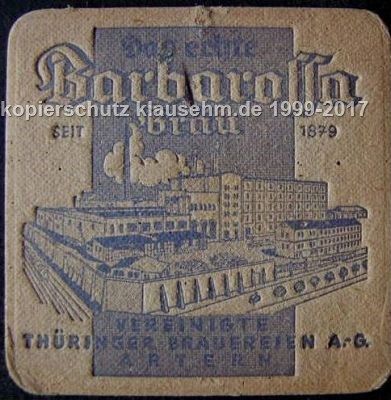 Das echte
Barbarossa
kopierschutz klausehm.de 1999-2017
Bräu
SEIT 1879
VEREINIGTE
THÜRINGER BRAUEREIEN A.-G.
ARTERN